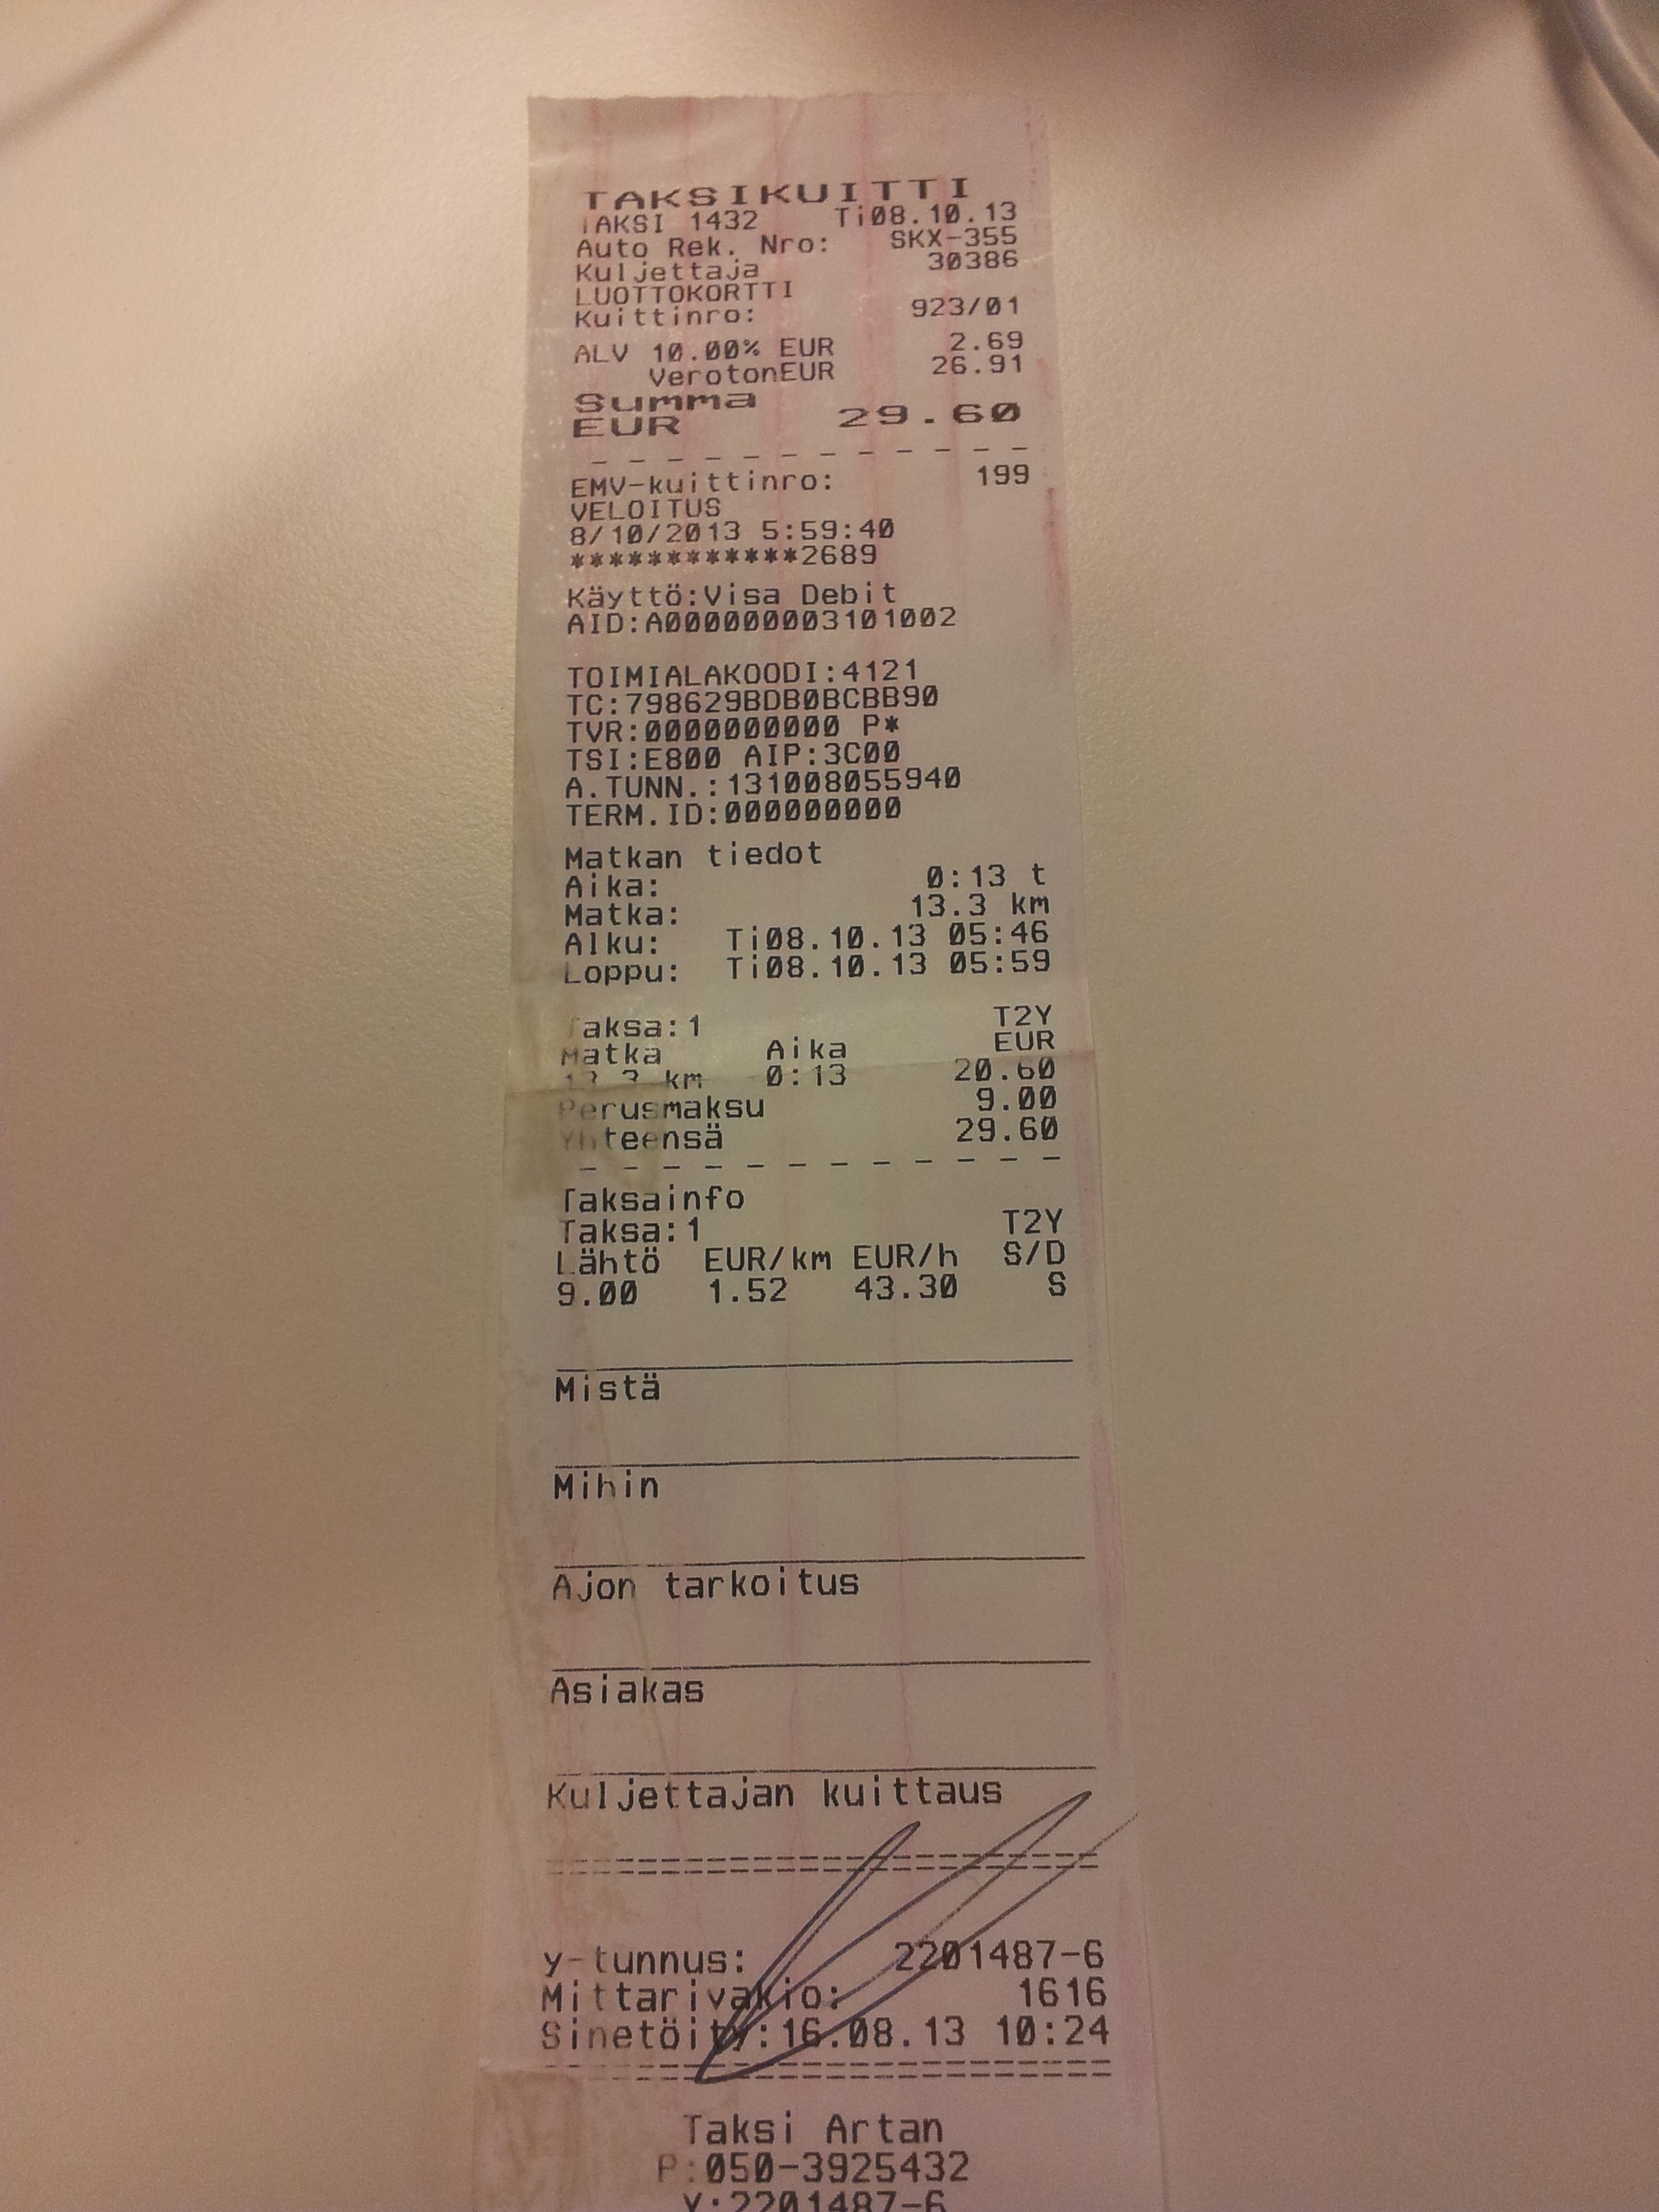 TAKSIKUITTI
TAKSI 1432 Ti08.10.13
Auto Rek. Nro: SKX-355
Kuljettaja 30386
LUOTTOKORTTI
Kuittinro: 923/01
ALV 10.00% EUR 2.69
VerotonEUR 26.91
Summa
EUR 29.60
- - - - - - - - - - - -
EMV-kuittinro: 199
VELOITUS
8/10/2013 5:59:40
************2689
Käyttö:Visa Debit
AID:A000000003101002
TOIMIALAKOODI:4121
TC:798629BDB0BCBB90
TVR:0000000000 P*
TSI:E800 AIP:3C00
A.TUNN.:131008055940
TERM.ID:000000000
Matkan tiedot
Aika: 0:13 t
Matka: 13.3 km
Alku: Ti08.10.13 05:46
Loppu: Ti08.10.13 05:59
Taksa:1 T2Y
Matka Aika EUR
13.3 km 0:13 20.60
Perusmaksu 9.00
Yhteensä 29.60
- - - - - - - - - - - -
Taksainfo
Taksa:1 T2Y
Lähtö EUR/km EUR/h S/D
9.00 1.52 43.30 S
Mistä
Mihin
Ajon tarkoitus
Asiakas
Kuljettajan kuittaus
y-tunnus: 2201487-6
Mittarivakio: 1616
Sinetöity:16.08.13 10:24
Taksi Artan
P:050-3925432
Y:2201487-6